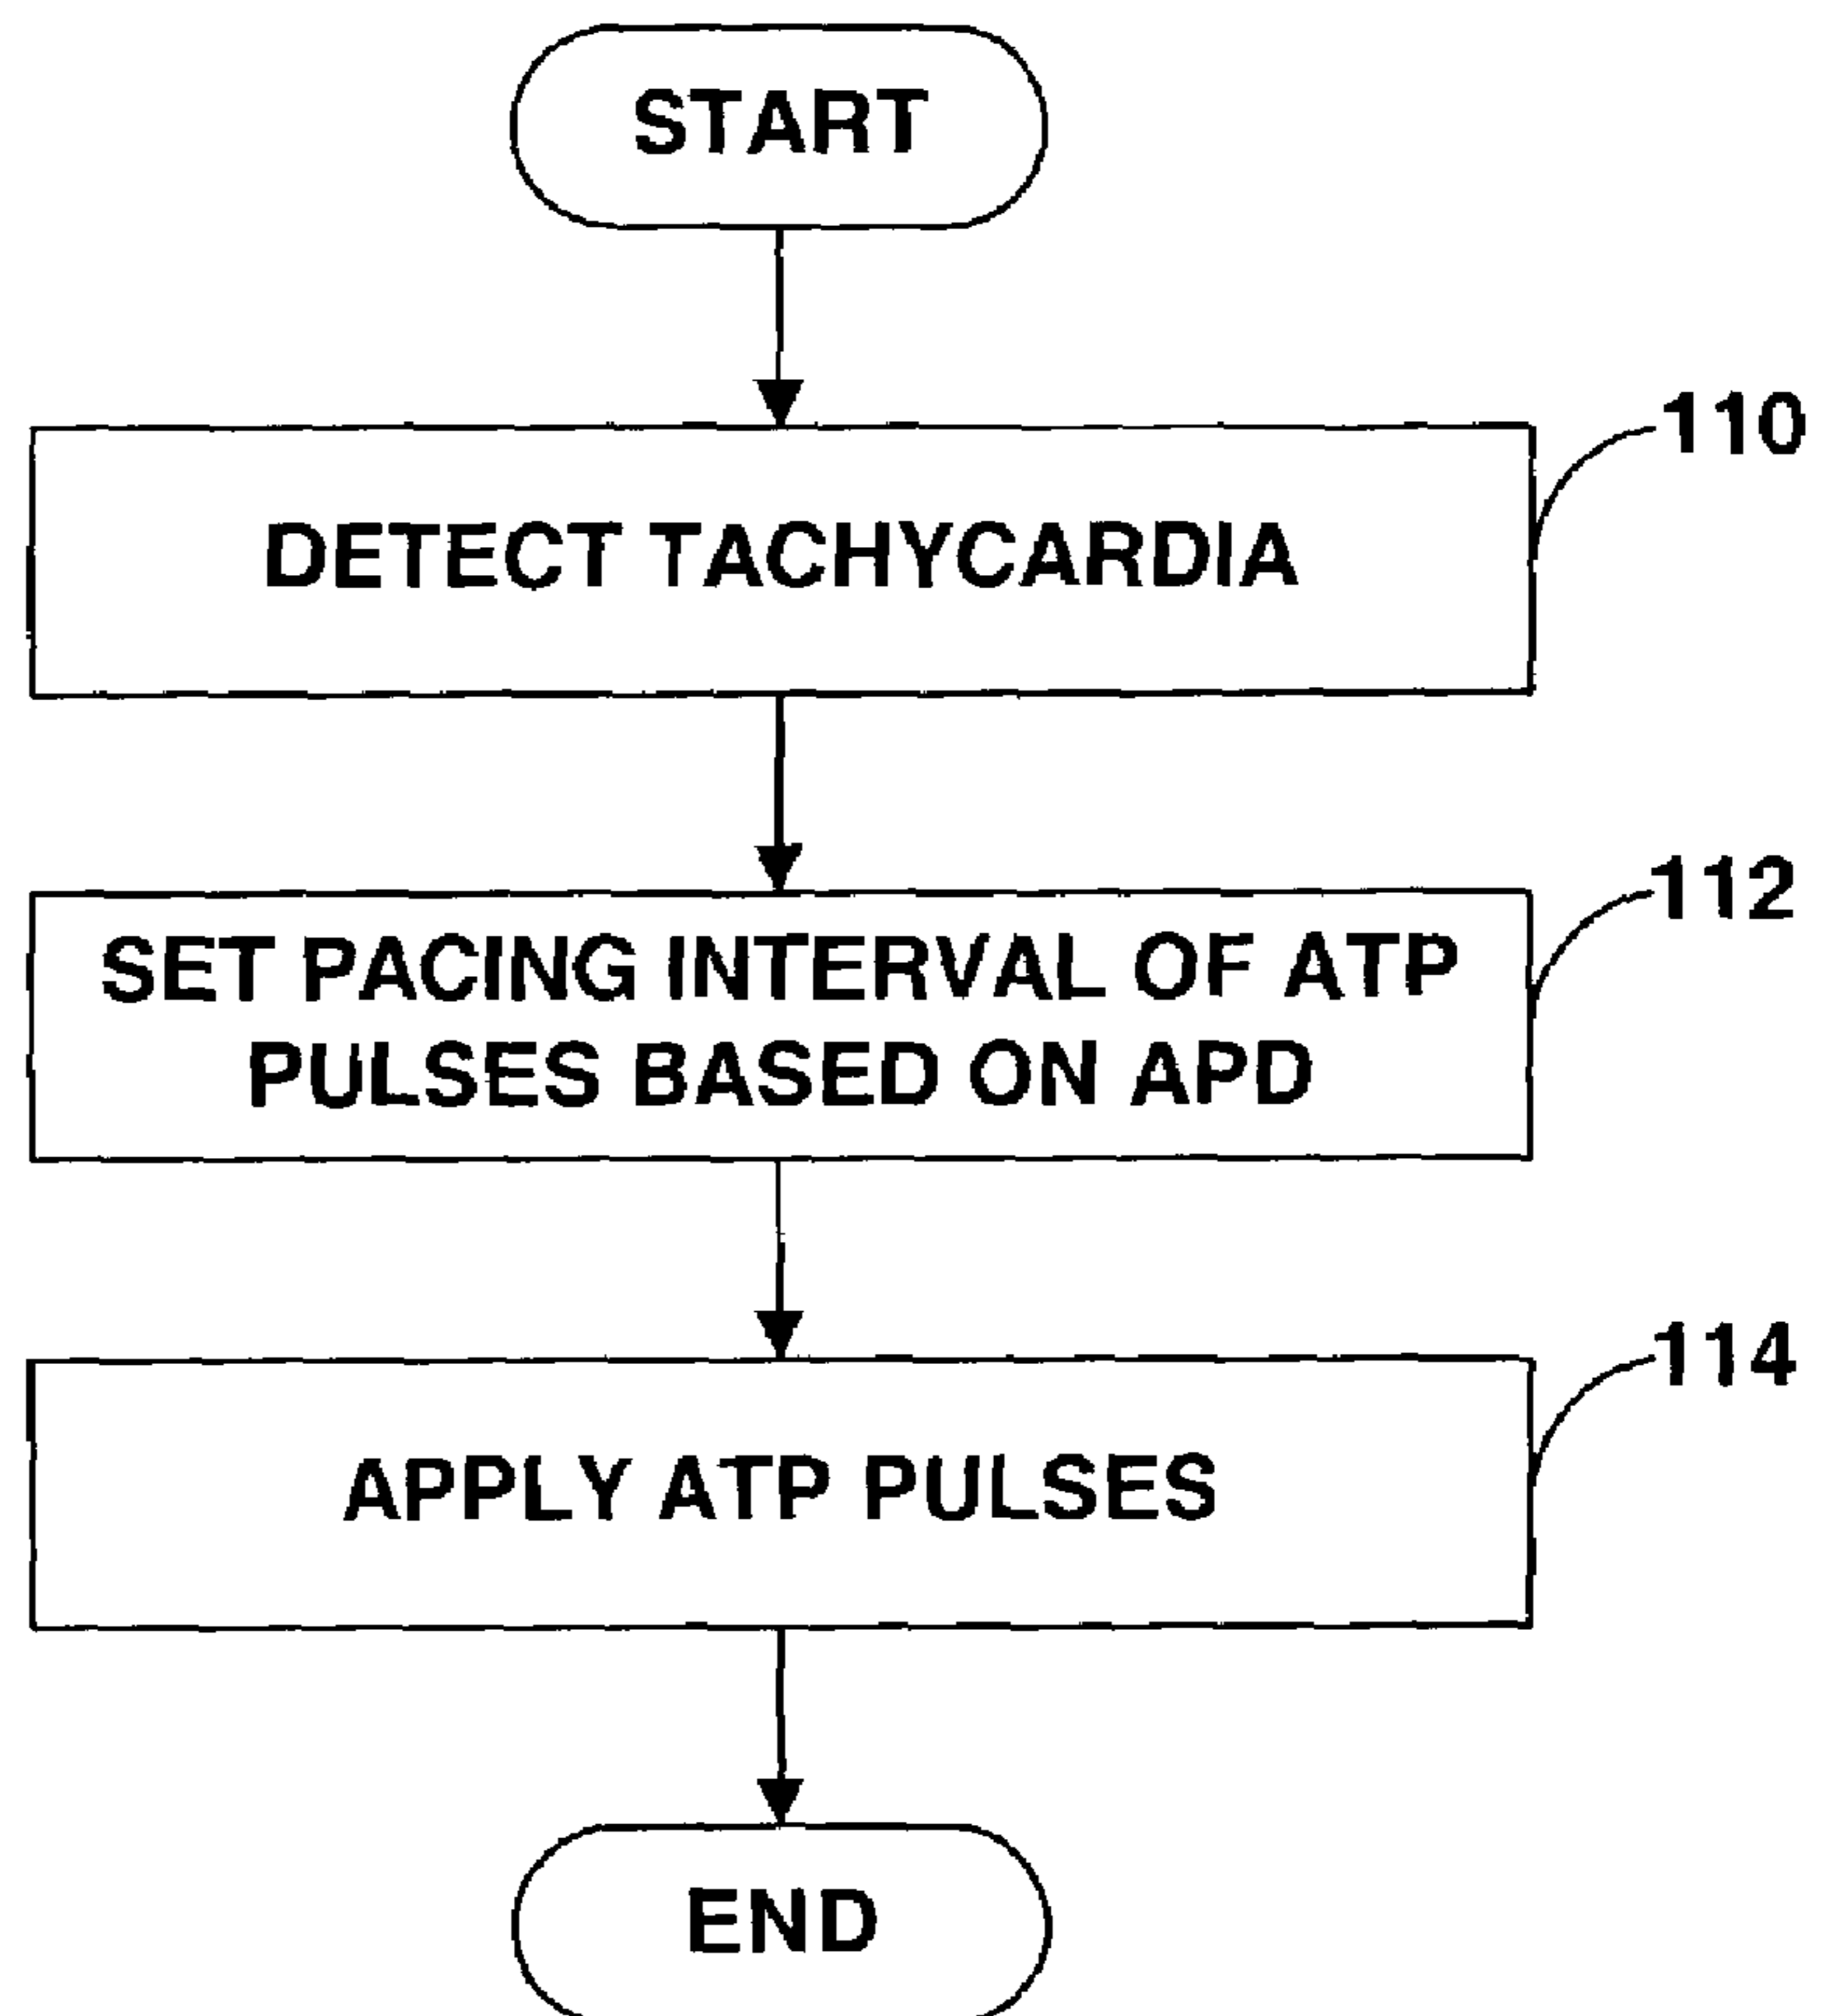 START
110
DETECT TACHYCARDIA
112
SET PACING INTERVAL OF ATP
PULSES BASED ON APD
114
APPLY ATP PULSES
END